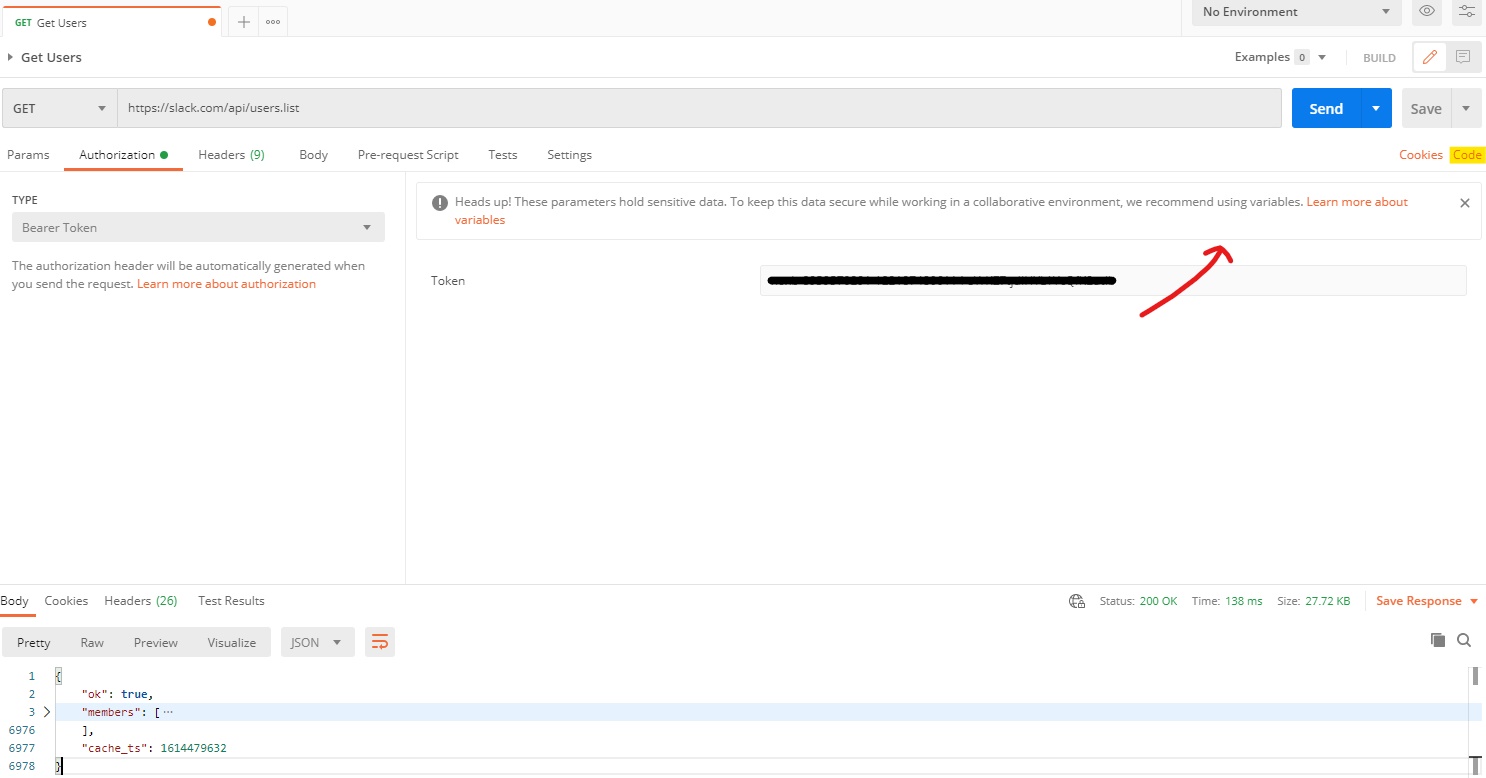 GET Get Users
No Environment
Get Users
Examples 0
BUILD
GET
https://slack.com/api/users.list
Send
Save
Params
Authorization
Headers (9)
Body
Pre-request Script
Tests
Settings
Cookies
Code
TYPE
Bearer Token
The authorization header will be automatically generated when
you send the request. Learn more about authorization
Heads up! These parameters hold sensitive data. To keep this data secure while working in a collaborative environment, we recommend using variables. Learn more about
variables
Token
Body
Cookies
Headers (26)
Test Results
Status: 200 OK
Time: 138 ms
Size: 27.72 KB
Save Response
Pretty
Raw
Preview
Visualize
JSON
1 {
2 "ok": true,
3 "members": [ ⋯
6976 ],
6977 "cache_ts": 1614479632
6978 }